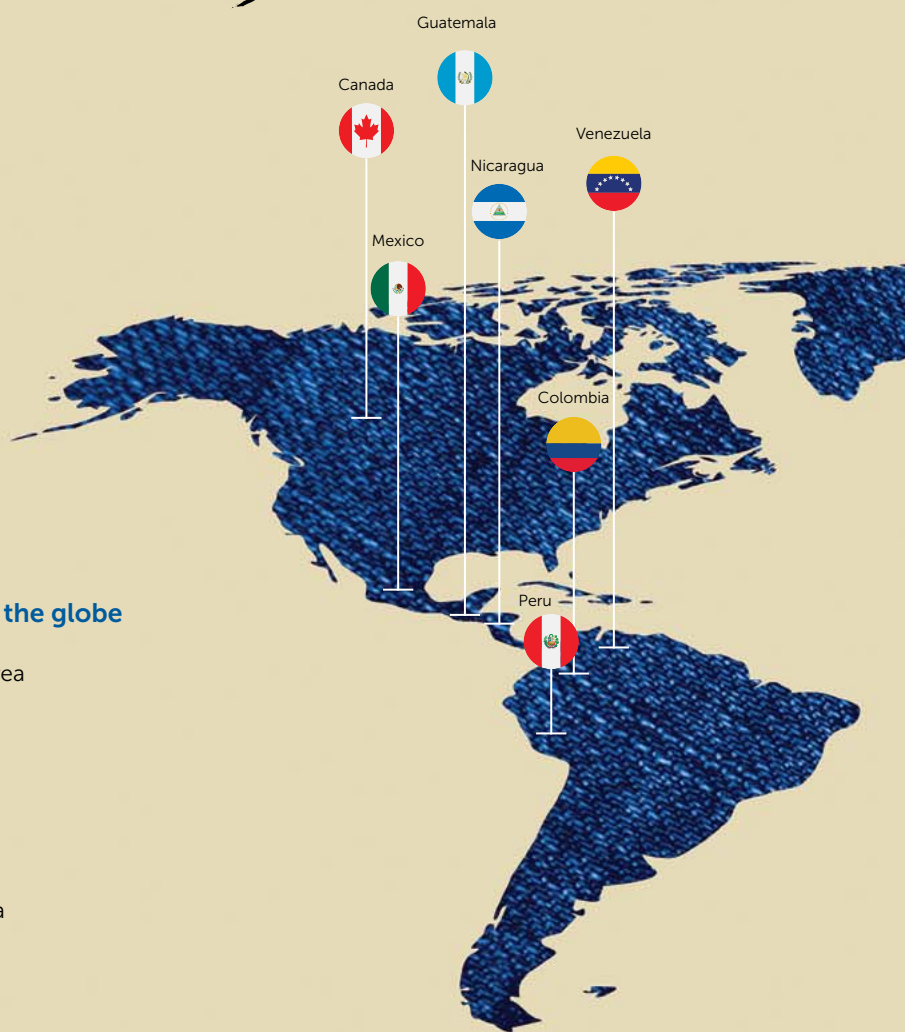 Guatemala
Canada
Venezuela
Nicaragua
Mexico
Colombia
Peru
the globe
ea
a